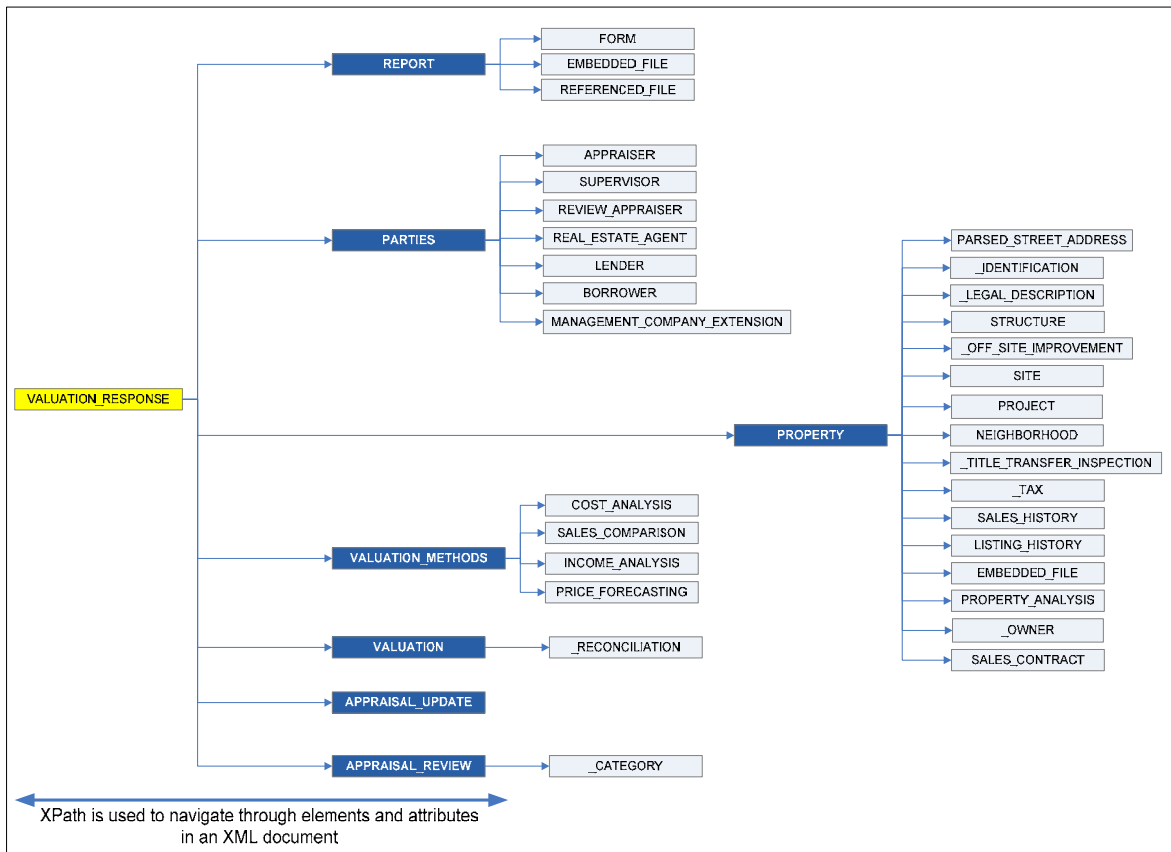 FORM
REPORT
EMBEDDED_FILE
REFERENCED_FILE
APPRAISER
SUPERVISOR
REVIEW_APPRAISER
PARTIES
REAL_ESTATE_AGENT
LENDER
BORROWER
MANAGEMENT_COMPANY_EXTENSION
VALUATION_RESPONSE
PROPERTY
PARSED_STREET_ADDRESS
_IDENTIFICATION
_LEGAL_DESCRIPTION
STRUCTURE
_OFF_SITE_IMPROVEMENT
SITE
PROJECT
NEIGHBORHOOD
_TITLE_TRANSFER_INSPECTION
_TAX
SALES_HISTORY
LISTING_HISTORY
EMBEDDED_FILE
PROPERTY_ANALYSIS
_OWNER
SALES_CONTRACT
COST_ANALYSIS
SALES_COMPARISON
VALUATION_METHODS
INCOME_ANALYSIS
PRICE_FORECASTING
VALUATION
_RECONCILIATION
APPRAISAL_UPDATE
APPRAISAL_REVIEW
_CATEGORY
XPath is used to navigate through elements and attributes
in an XML document